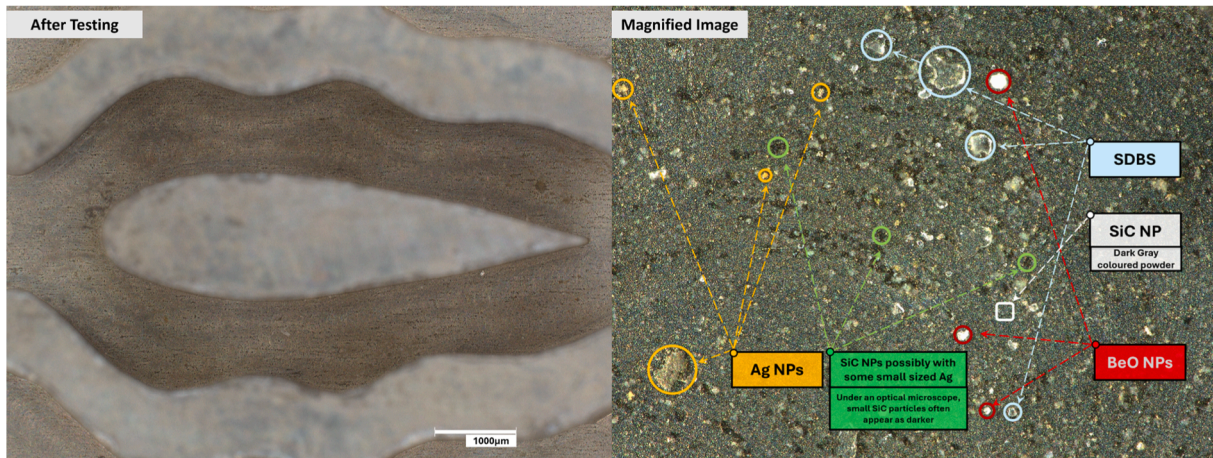 After Testing
1000µm
Magnified Image
SDBS
SiC NP
Dark Gray
coloured powder
Ag NPs
SiC NPs possibly with
some small sized Ag
Under an optical microscope,
small SiC particles often
appear as darker
BeO NPs